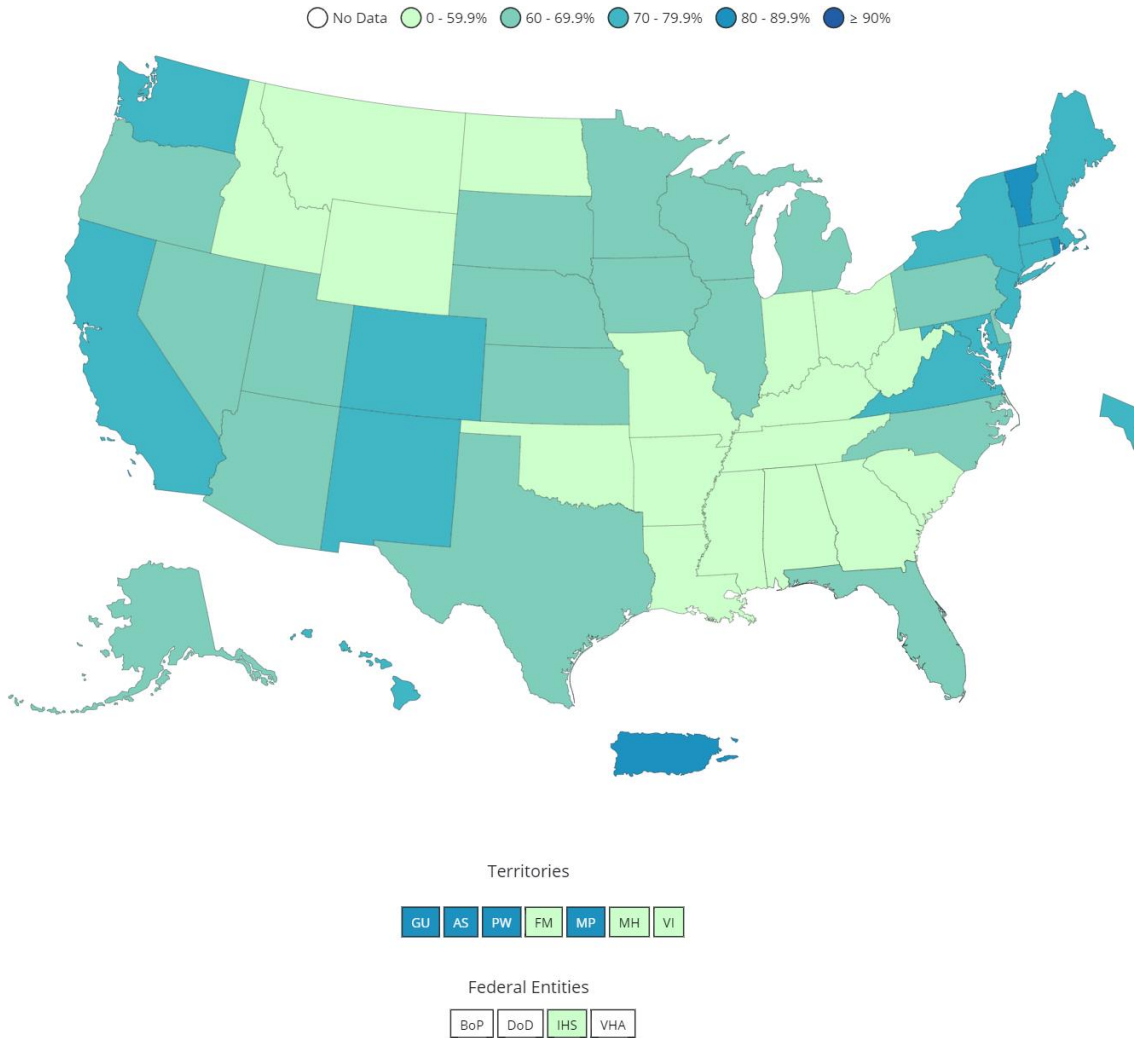 No Data 0 - 59.9% 60 - 69.9% 70 - 79.9% 80 - 89.9% ≥ 90%
Territories
GU AS PW FM MP MH VI
Federal Entities
BoP DoD IHS VHA